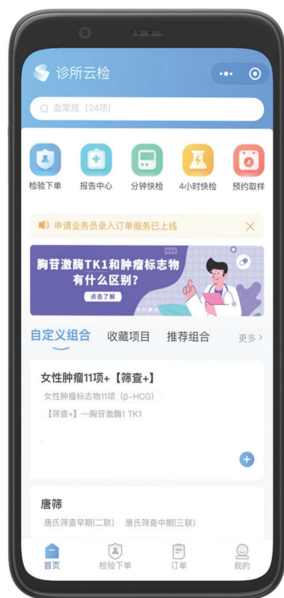 诊所云检
血常规（24项）
检验下单 报告中心 分钟快检 4小时快检 预约取样
申请业务员录入订单服务已上线
胸苷激酶TK1和肿瘤标志物
有什么区别?
点击了解
自定义组合 收藏项目 推荐组合 更多
女性肿瘤11项+【筛查+】
女性肿瘤标志物11项（β-HCG）
【筛查+】—胸苷激酶1 TK1
唐筛
唐氏筛查早期(二联) 唐氏筛查中期(三联)
首页 检验下单 订单 我的